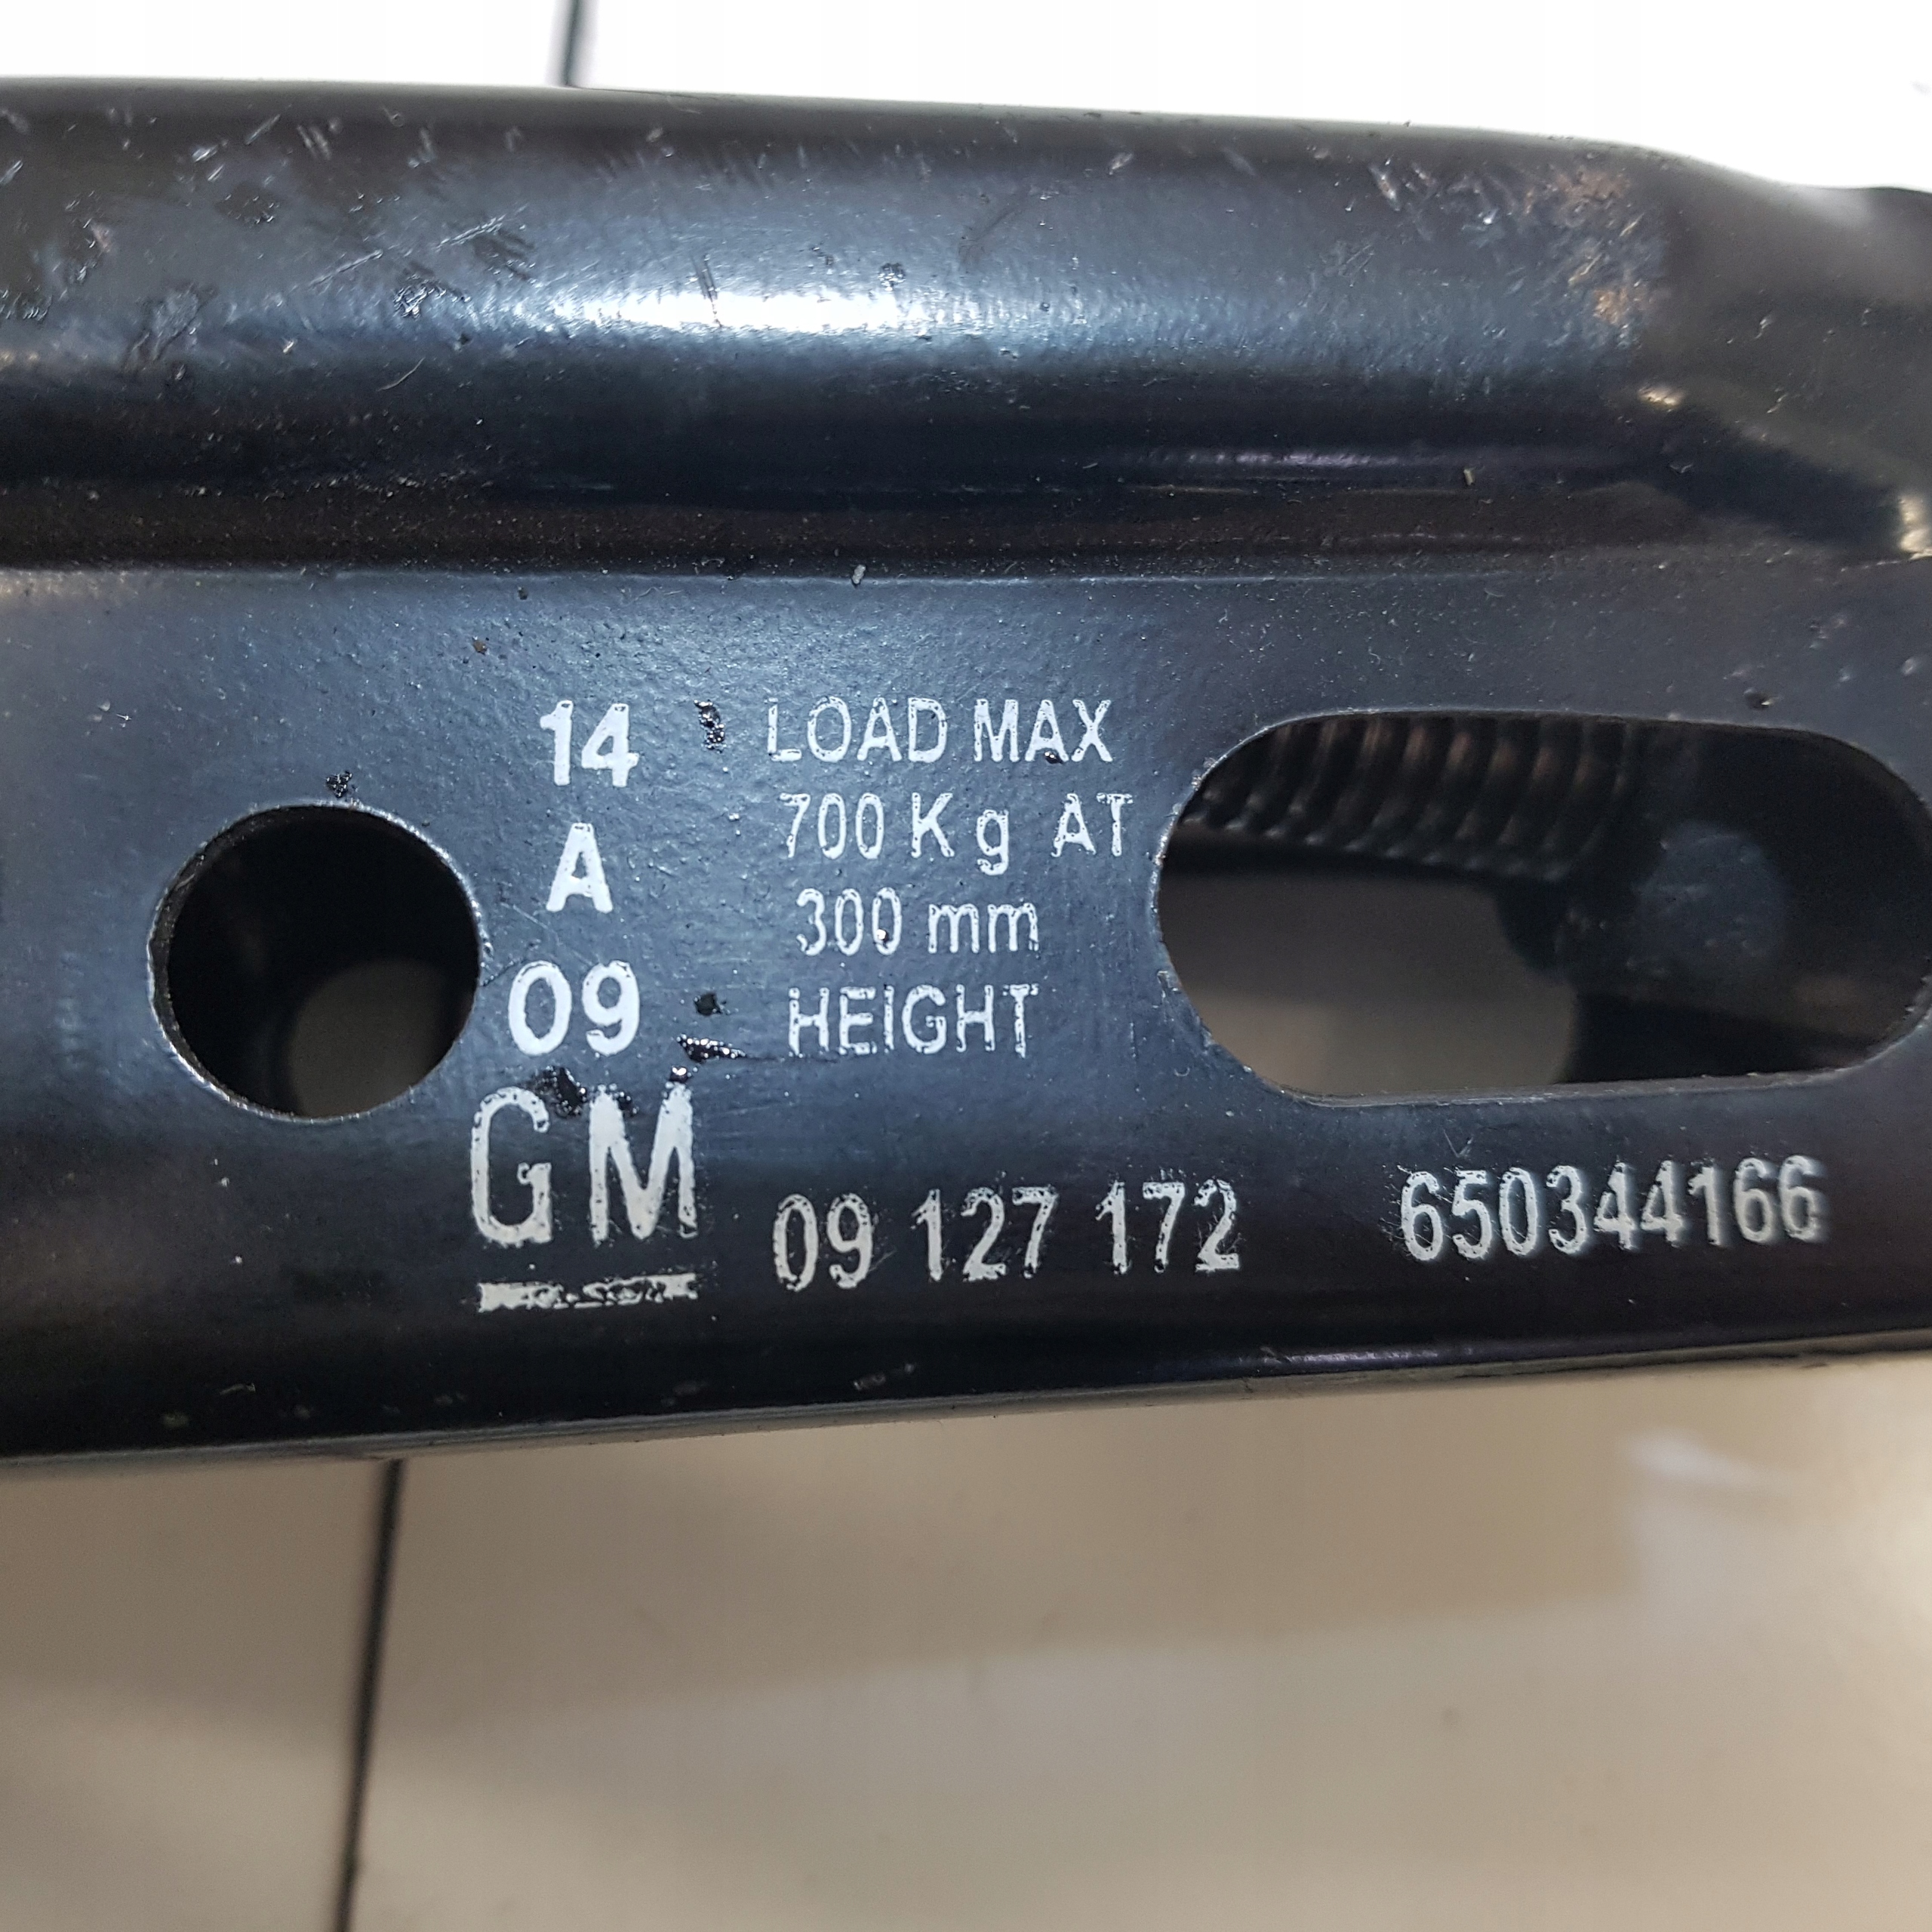 14
A
09
LOAD MAX
700 Kg AT
300 mm
HEIGHT
GM
09 127 172
650344166